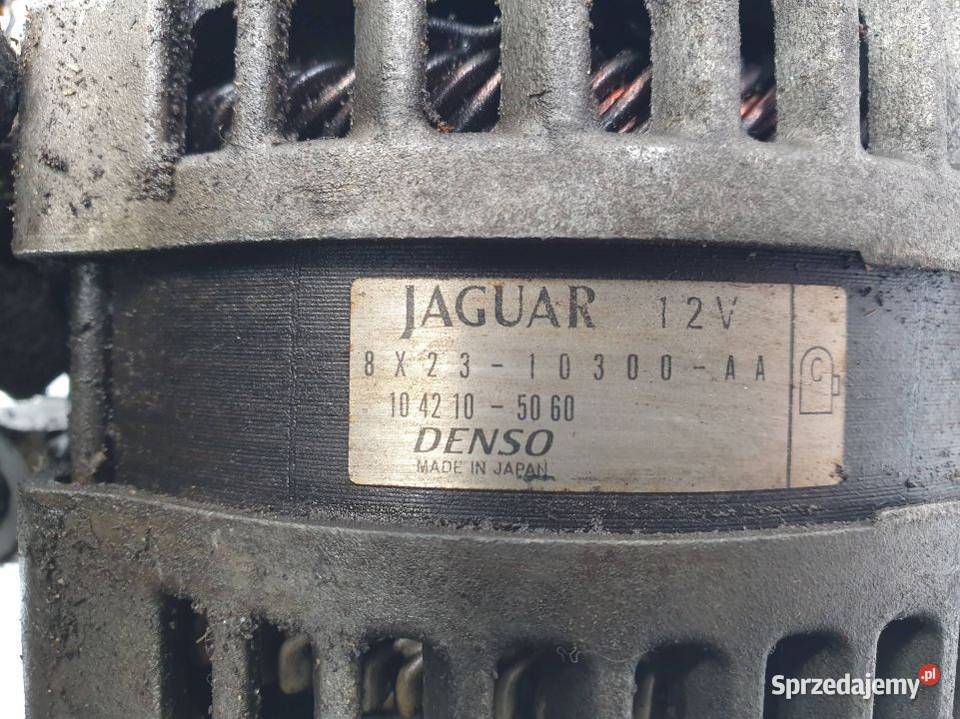 JAGUAR 12V
8X23-10300-AA
C
104210-5060
DENSO
MADE IN JAPAN
Sprzedajemy.pl